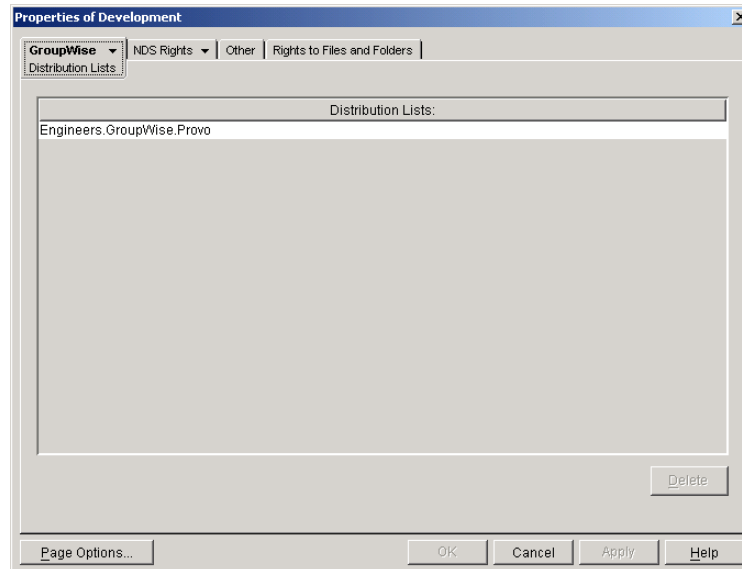 Properties of Development
GroupWise NDS Rights Other Rights to Files and Folders
Distribution Lists
Distribution Lists:
Engineers.GroupWise.Provo
Delete
Page Options... OK Cancel Apply Help